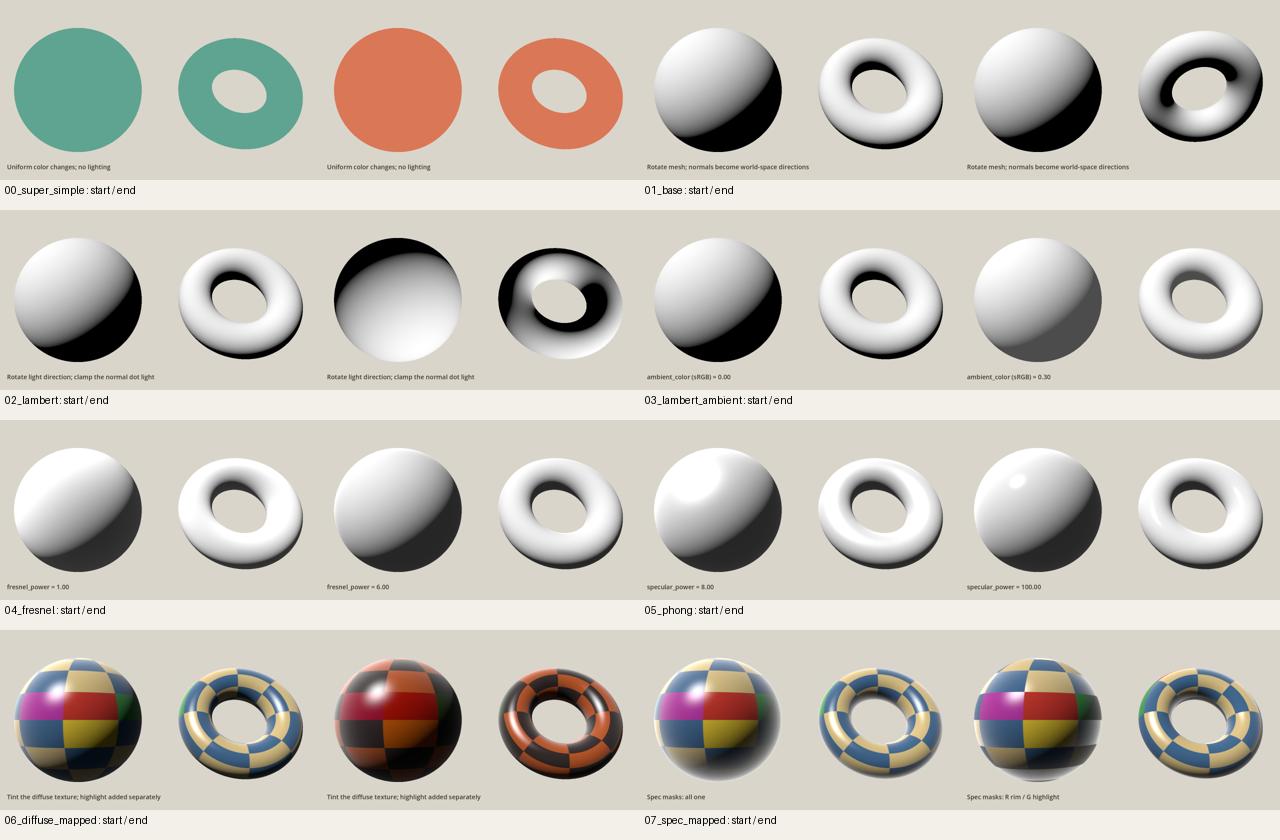 Uniform color changes; no lighting
Uniform color changes; no lighting
Rotate mesh; normals become world-space directions
Rotate mesh; normals become world-space directions
00_super_simple: start / end
01_base: start / end
Rotate light direction; clamp the normal dot light
Rotate light direction; clamp the normal dot light
ambient_color (sRGB) = 0.00
ambient_color (sRGB) = 0.30
02_lambert: start / end
03_lambert_ambient: start / end
fresnel_power = 1.00
fresnel_power = 6.00
specular_power = 8.00
specular_power = 100.00
04_fresnel: start / end
05_phong: start / end
Tint the diffuse texture; highlight added separately
Tint the diffuse texture; highlight added separately
Spec masks: all one
Spec masks: R rim / G highlight
06_diffuse_mapped: start / end
07_spec_mapped: start / end